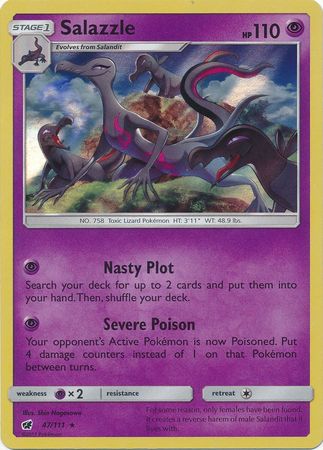 STAGE 1
Salazzle
HP 110
Evolves from Salandit
NO. 758 Toxic Lizard Pokémon HT: 3'11" WT: 48.9 lbs.
Nasty Plot
Search your deck for up to 2 cards and put them
into your hand. Then, shuffle your deck.
Severe Poison
Your opponent's Active Pokémon is now Poisoned. Put
4 damage counters instead of 1 on that Pokémon
between turns.
weakness × 2 resistance retreat
Illus. Shin Nagasawa
47/111 ★
©2017 Pokémon
For some reason, only females have been found.
It creates a reverse harem of male Salandit that
it lives with.